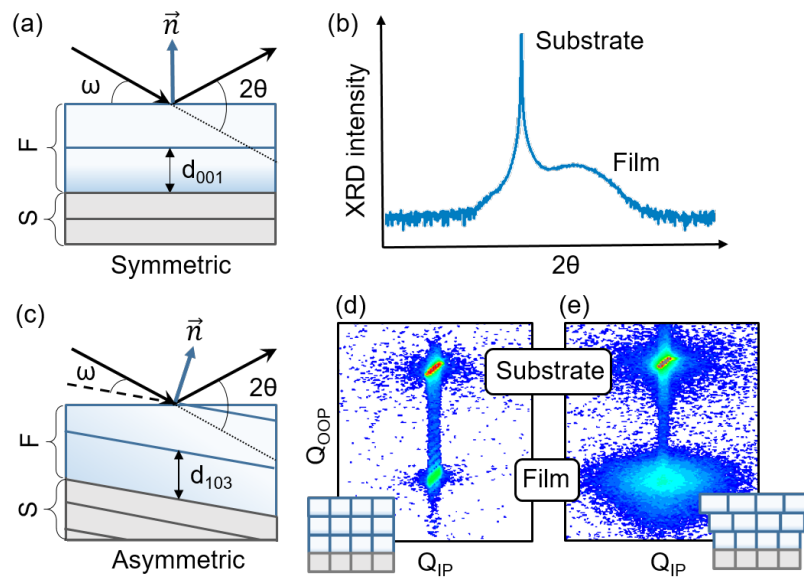 (a)
n⃗
ω
2θ
F
d001
S
Symmetric
(b)
XRD intensity
Substrate
Film
2θ
(c)
n⃗
ω
2θ
F
d103
S
Asymmetric
(d)
(e)
Substrate
QOOP
Film
QIP
QIP